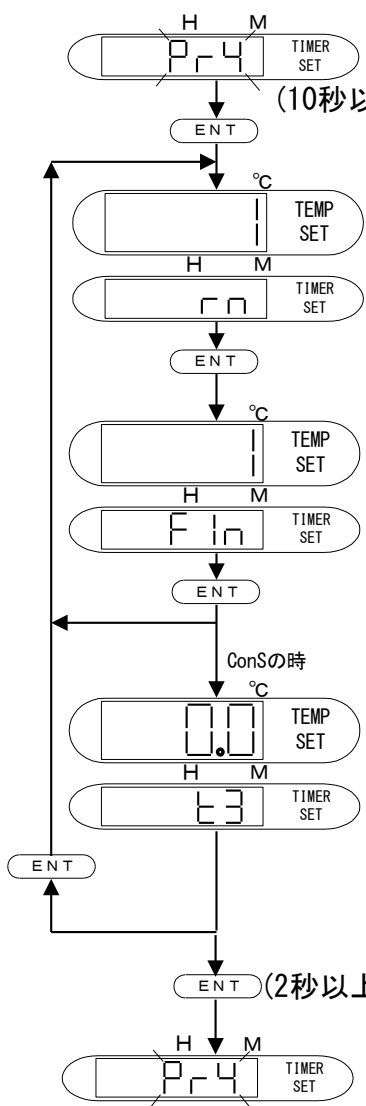 H M
Pr4 TIMER SET
(10秒以
ENT
℃
1 TEMP SET
H M
rn TIMER SET
ENT
℃
1 TEMP SET
H M
FIn TIMER SET
ENT
ConSの時
℃
0.0 TEMP SET
H M
t3 TIMER SET
ENT
ENT (2秒以上
H M
Pr4 TIMER SET